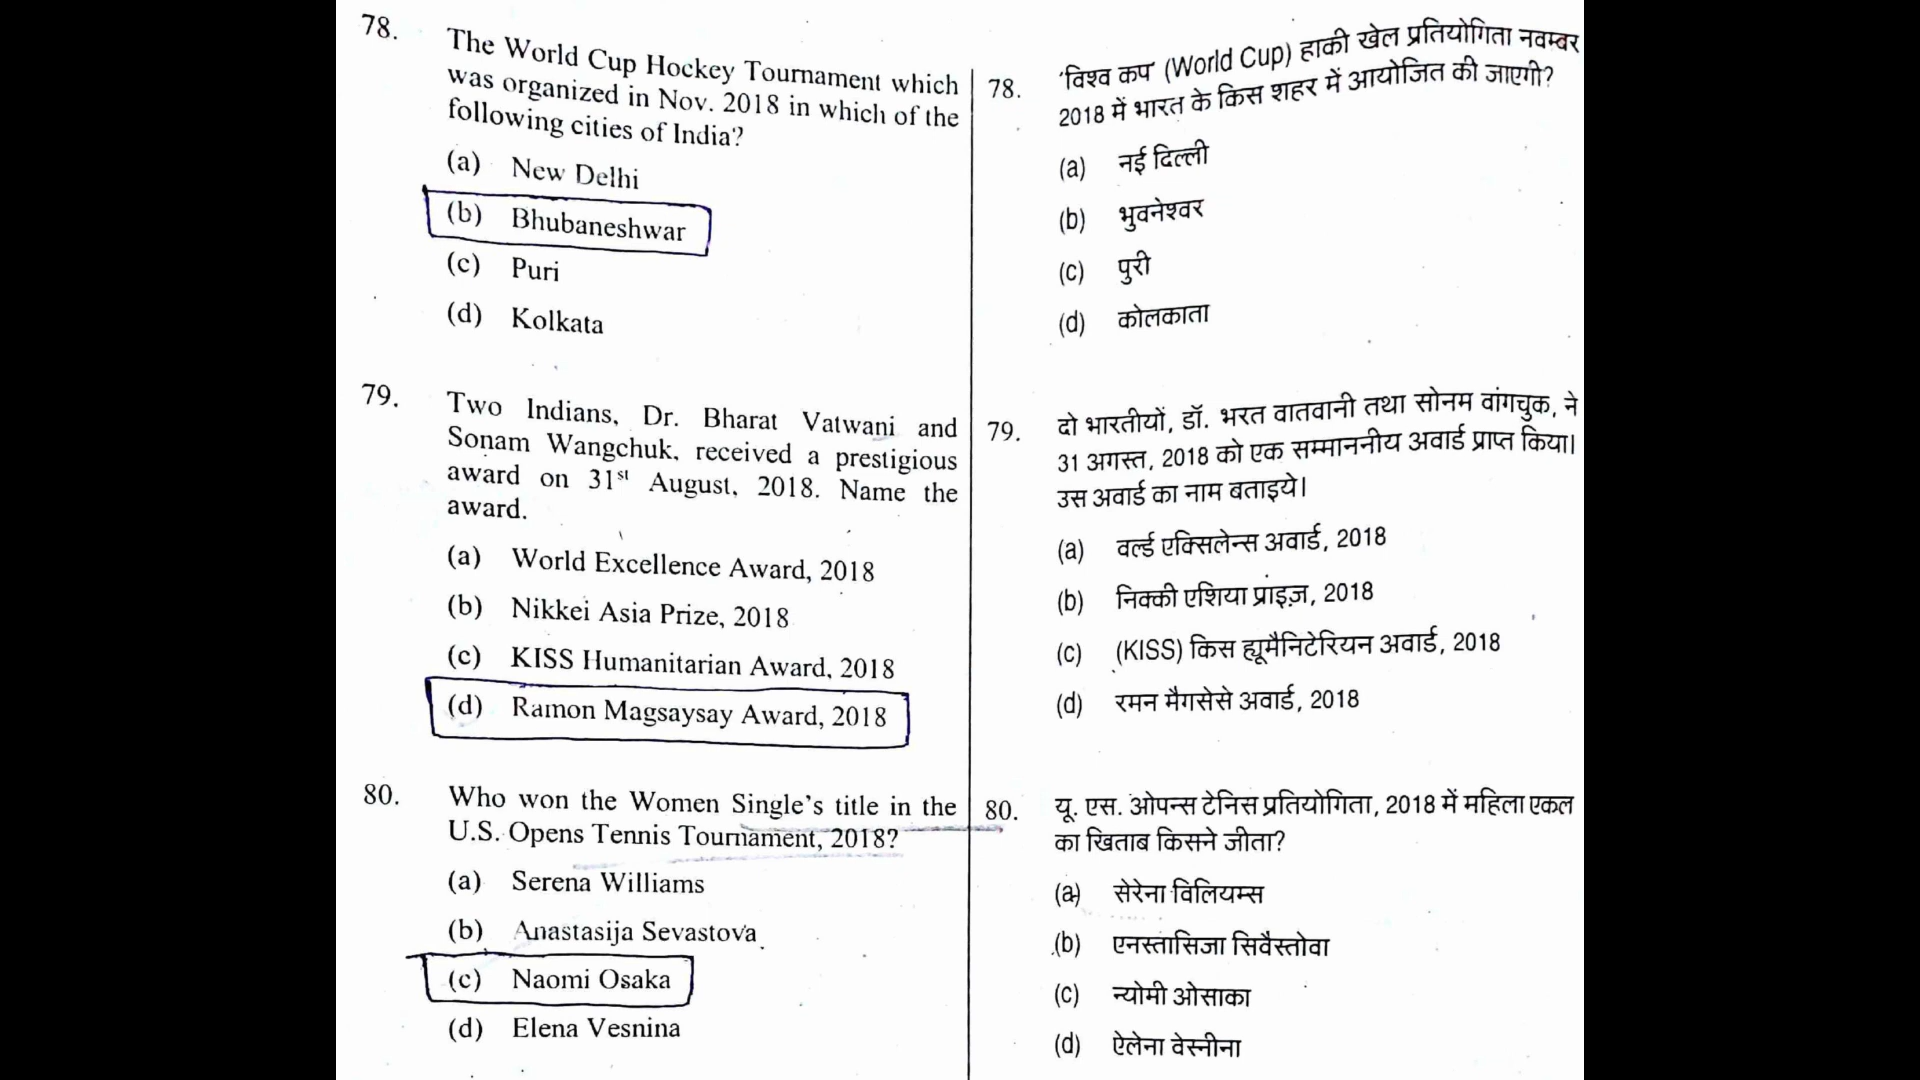 78.
The World Cup Hockey Tournament which
was organized in Nov. 2018 in which of the
following cities of India?
(a) New Delhi
(b) Bhubaneshwar
(c) Puri
(d) Kolkata
79.
Two Indians, Dr. Bharat Vatwani and
Sonam Wangchuk, received a prestigious
award on 31st August, 2018. Name the
award.
(a) World Excellence Award, 2018
(b) Nikkei Asia Prize, 2018
(c) KISS Humanitarian Award, 2018
(d) Ramon Magsaysay Award, 2018
80. Who won the Women Single's title in the
U.S. Opens Tennis Tournament, 2018?
(a) Serena Williams
(b) Anastasija Sevastova
(c) Naomi Osaka
(d) Elena Vesnina
78. 'विश्व कप' (World Cup) हाकी खेल प्रतियोगिता नवम्बर
2018 में भारत के किस शहर में आयोजित की जाएगी?
(a) नई दिल्ली
(b) भुवनेश्वर
(c) पुरी
(d) कोलकाता
79. दो भारतीयों, डॉ. भरत वातवानी तथा सोनम वांगचुक, ने
31 अगस्त, 2018 को एक सम्माननीय अवार्ड प्राप्त किया।
उस अवार्ड का नाम बताइये।
(a) वर्ल्ड एक्सिलेन्स अवार्ड, 2018
(b) निक्की एशिया प्राइज़, 2018
(c) (KISS) किस ह्यूमैनिटेरियन अवार्ड, 2018
(d) रमन मैगसेसे अवार्ड, 2018
80. यू. एस. ओपन्स टेनिस प्रतियोगिता, 2018 में महिला एकल
का खिताब किसने जीता?
(a) सेरेना विलियम्स
(b) एनस्तासिजा सिवैस्तोवा
(c) न्योमी ओसाका
(d) ऐलेना वेस्नीना